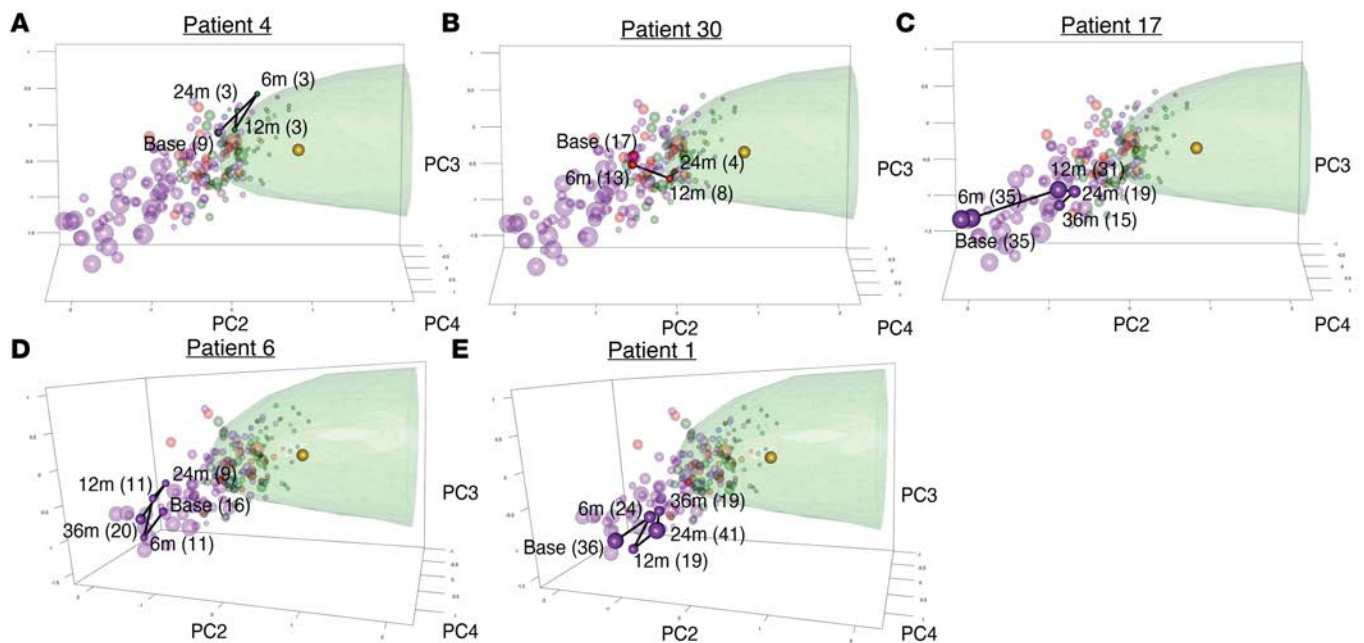 A
Patient 4
6m (3)
24m (3)
12m (3)
Base (9)
PC3
PC2
PC4
B
Patient 30
Base (17)
24m (4)
6m (13)
12m (8)
PC3
PC2
PC4
C
Patient 17
12m (31)
6m (35)
24m (19)
36m (15)
Base (35)
PC3
PC2
PC4
D
Patient 6
24m (9)
12m (11)
Base (16)
36m (20)
6m (11)
PC3
PC2
PC4
E
Patient 1
36m (19)
6m (24)
24m (41)
Base (36)
12m (19)
PC3
PC2
PC4